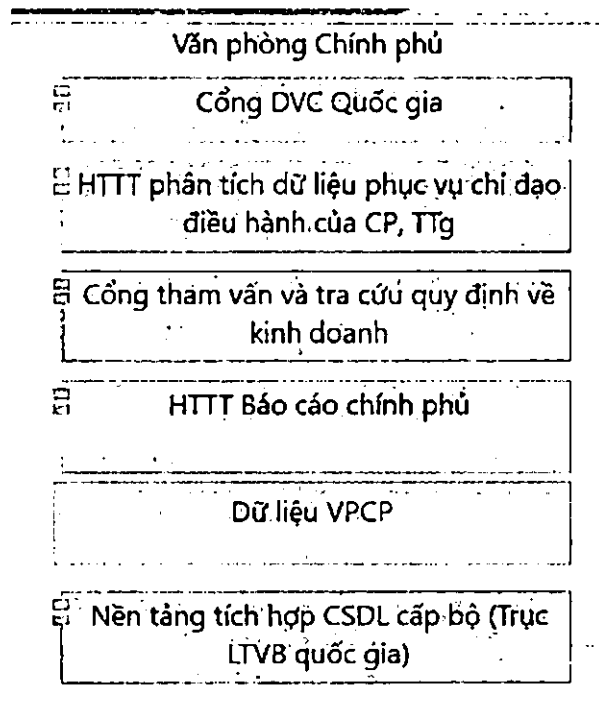 Văn phòng Chính phủ
Cổng DVC Quốc gia
HTTT phân tích dữ liệu phục vụ chỉ đạo
điều hành của CP, TTg
Cổng tham vấn và tra cứu quy định về
kinh doanh
HTTT Báo cáo chính phủ
Dữ liệu VPCP
Nền tảng tích hợp CSDL cấp bộ (Trục
LTVB quốc gia)